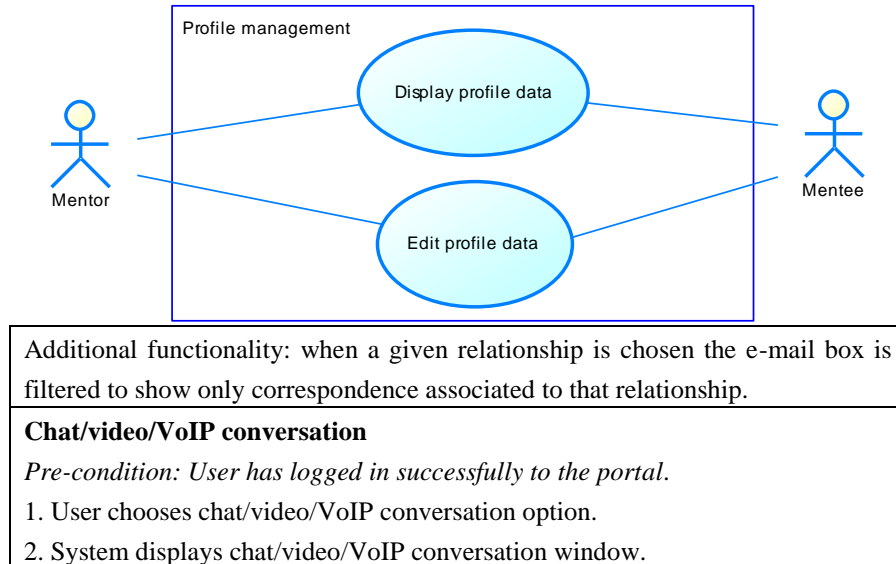 Profile management
Display profile data
Mentor
Mentee
Edit profile data
Additional functionality: when a given relationship is chosen the e-mail box is
filtered to show only correspondence associated to that relationship.
Chat/video/VoIP conversation
Pre-condition: User has logged in successfully to the portal.
1. User chooses chat/video/VoIP conversation option.
2. System displays chat/video/VoIP conversation window.